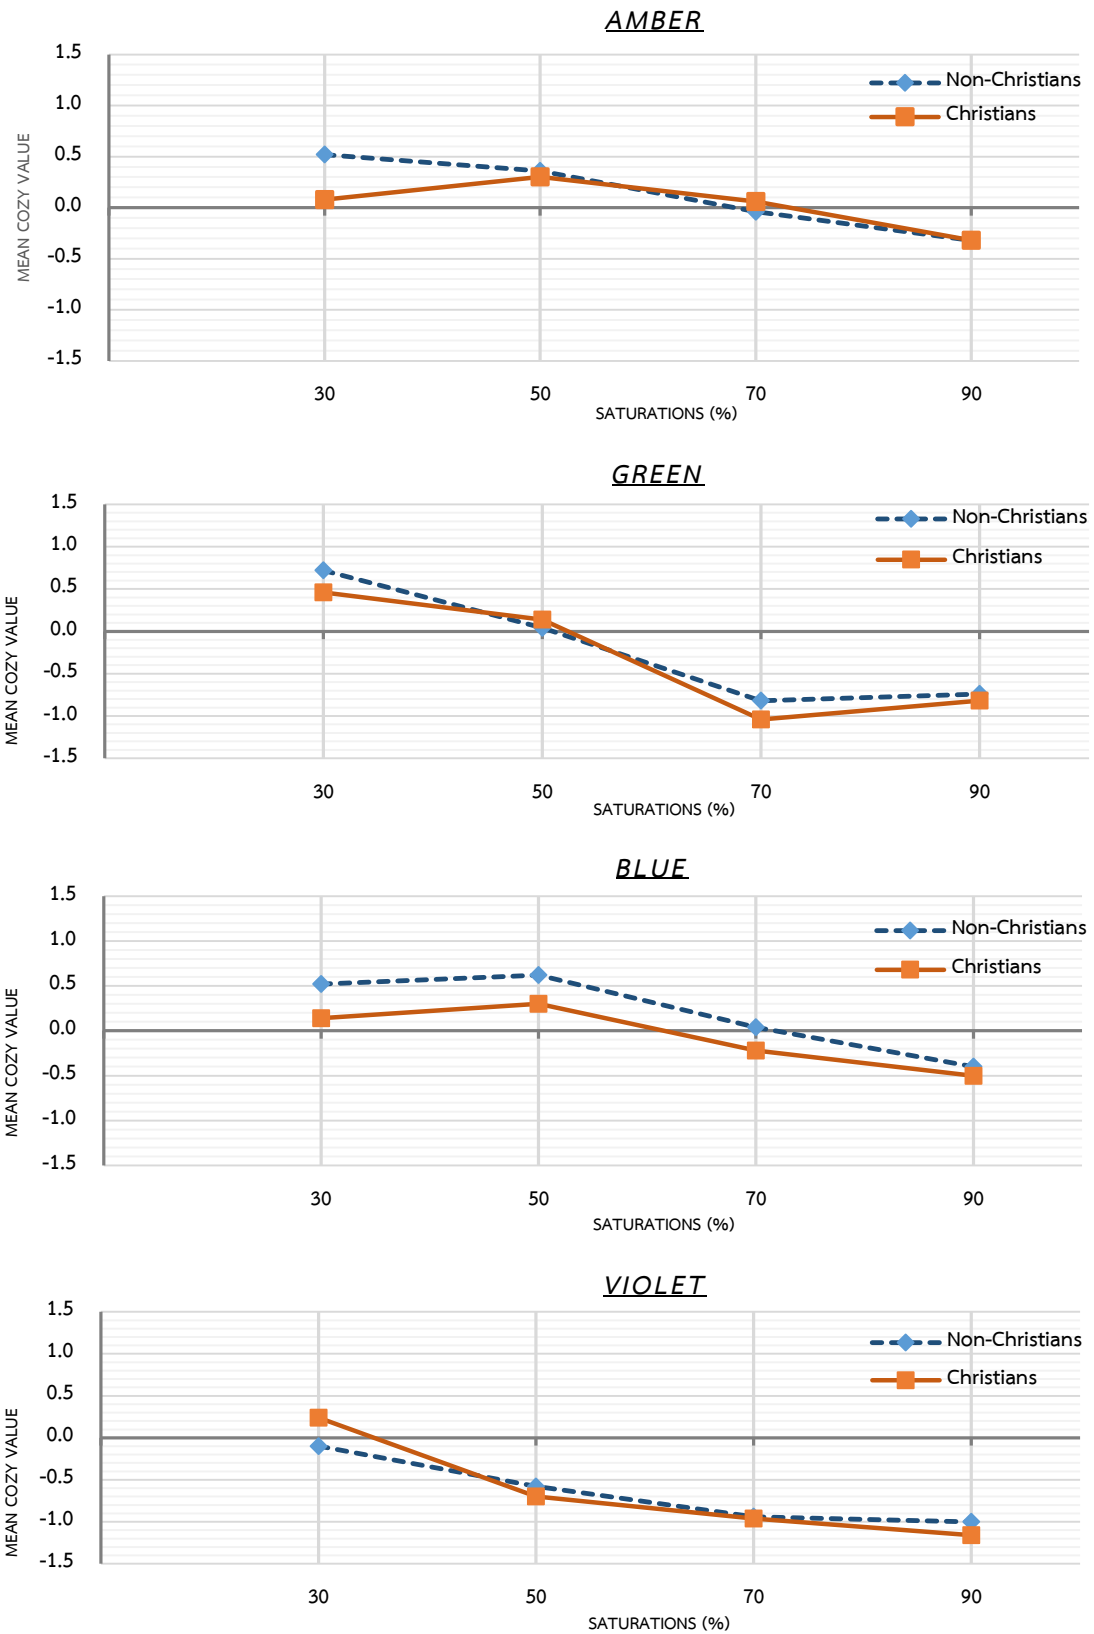 AMBER
1.5
Non-Christians
1.0
Christians
0.5
0.0
-0.5
-1.0
-1.5
MEAN COZY VALUE
30 50 70 90
SATURATIONS (%)
GREEN
1.5
Non-Christians
1.0
Christians
0.5
0.0
-0.5
-1.0
-1.5
MEAN COZY VALUE
30 50 70 90
SATURATIONS (%)
BLUE
1.5
Non-Christians
1.0
Christians
0.5
0.0
-0.5
-1.0
-1.5
MEAN COZY VALUE
30 50 70 90
SATURATIONS (%)
VIOLET
1.5
Non-Christians
1.0
Christians
0.5
0.0
-0.5
-1.0
-1.5
MEAN COZY VALUE
30 50 70 90
SATURATIONS (%)